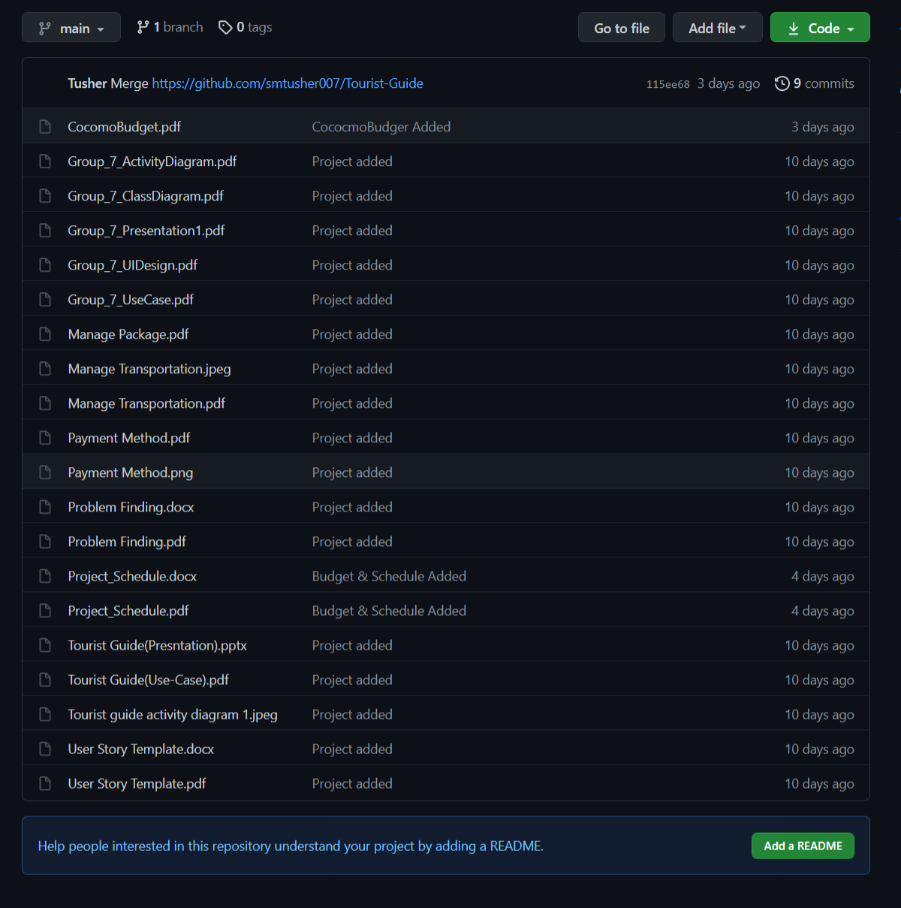 main 1 branch 0 tags Go to file Add file Code
Tusher Merge https://github.com/smtusher007/Tourist-Guide 115ee68 3 days ago 9 commits
CocomoBudget.pdf CococmoBudger Added 3 days ago
Group_7_ActivityDiagram.pdf Project added 10 days ago
Group_7_ClassDiagram.pdf Project added 10 days ago
Group_7_Presentation1.pdf Project added 10 days ago
Group_7_UIDesign.pdf Project added 10 days ago
Group_7_UseCase.pdf Project added 10 days ago
Manage Package.pdf Project added 10 days ago
Manage Transportation.jpeg Project added 10 days ago
Manage Transportation.pdf Project added 10 days ago
Payment Method.pdf Project added 10 days ago
Payment Method.png Project added 10 days ago
Problem Finding.docx Project added 10 days ago
Problem Finding.pdf Project added 10 days ago
Project_Schedule.docx Budget & Schedule Added 4 days ago
Project_Schedule.pdf Budget & Schedule Added 4 days ago
Tourist Guide(Presntation).pptx Project added 10 days ago
Tourist Guide(Use-Case).pdf Project added 10 days ago
Tourist guide activity diagram 1.jpeg Project added 10 days ago
User Story Template.docx Project added 10 days ago
User Story Template.pdf Project added 10 days ago
Help people interested in this repository understand your project by adding a README. Add a README